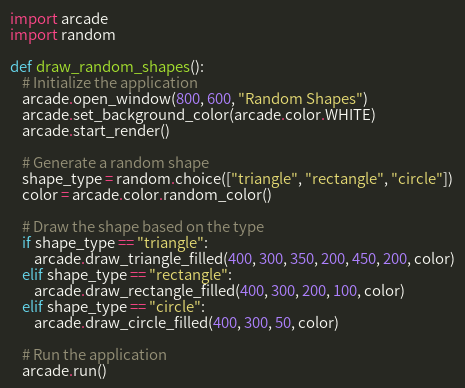 import arcade
import random
def draw_random_shapes():
# Initialize the application
arcade.open_window(800, 600, "Random Shapes")
arcade.set_background_color(arcade.color.WHITE)
arcade.start_render()
# Generate a random shape
shape_type = random.choice(["triangle", "rectangle", "circle"])
color = arcade.color.random_color()
# Draw the shape based on the type
if shape_type == "triangle":
arcade.draw_triangle_filled(400, 300, 350, 200, 450, 200, color)
elif shape_type == "rectangle":
arcade.draw_rectangle_filled(400, 300, 200, 100, color)
elif shape_type == "circle":
arcade.draw_circle_filled(400, 300, 50, color)
# Run the application
arcade.run()